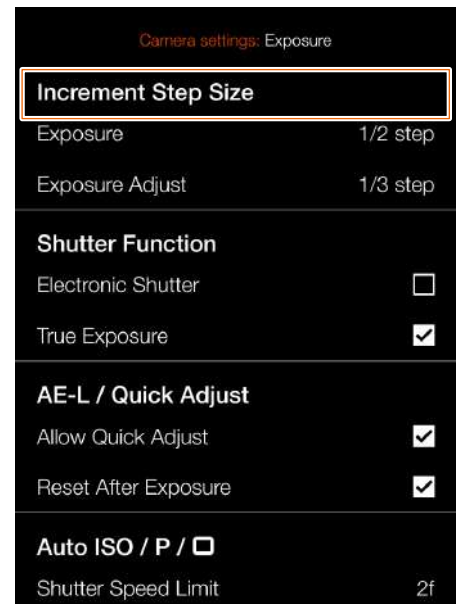 Camera settings: Exposure
Increment Step Size
Exposure 1/2 step
Exposure Adjust 1/3 step
Shutter Function
Electronic Shutter
True Exposure
AE-L / Quick Adjust
Allow Quick Adjust
Reset After Exposure
Auto ISO / P /
Shutter Speed Limit 2f